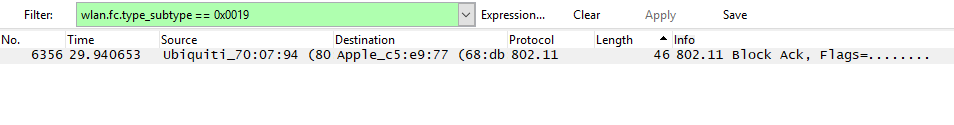 Filter: wlan.fc.type_subtype == 0x0019 Expression... Clear Apply Save
No. Time Source Destination Protocol Length Info
6356 29.940653 Ubiquiti_70:07:94 (80 Apple_c5:e9:77 (68:db 802.11 46 802.11 Block Ack, Flags=........